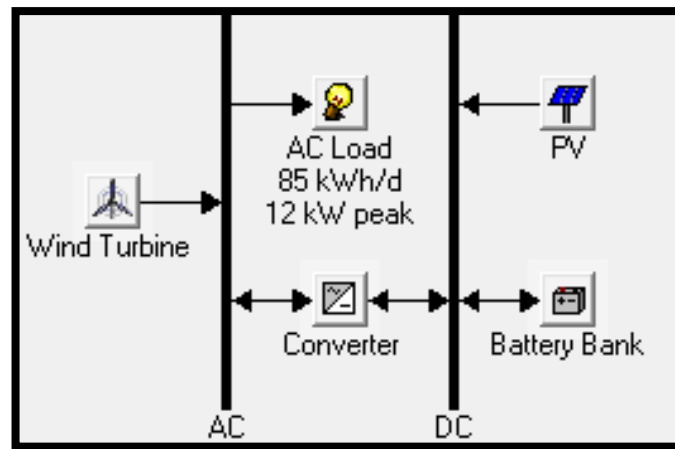 AC Load
85 kWh/d
12 kW peak
PV
Wind Turbine
Converter
Battery Bank
AC
DC